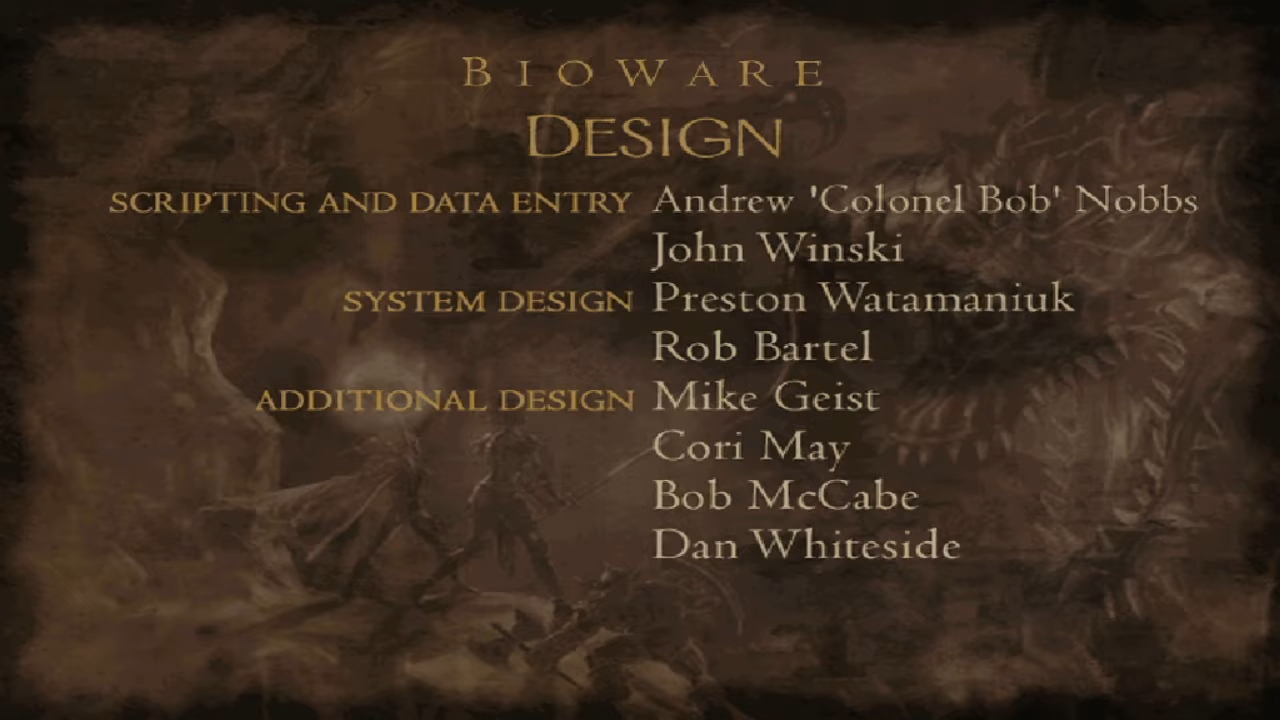 BIOWARE
DESIGN
SCRIPTING AND DATA ENTRY Andrew 'Colonel Bob' Nobbs
John Winski
SYSTEM DESIGN Preston Watamaniuk
Rob Bartel
ADDITIONAL DESIGN Mike Geist
Cori May
Bob McCabe
Dan Whiteside